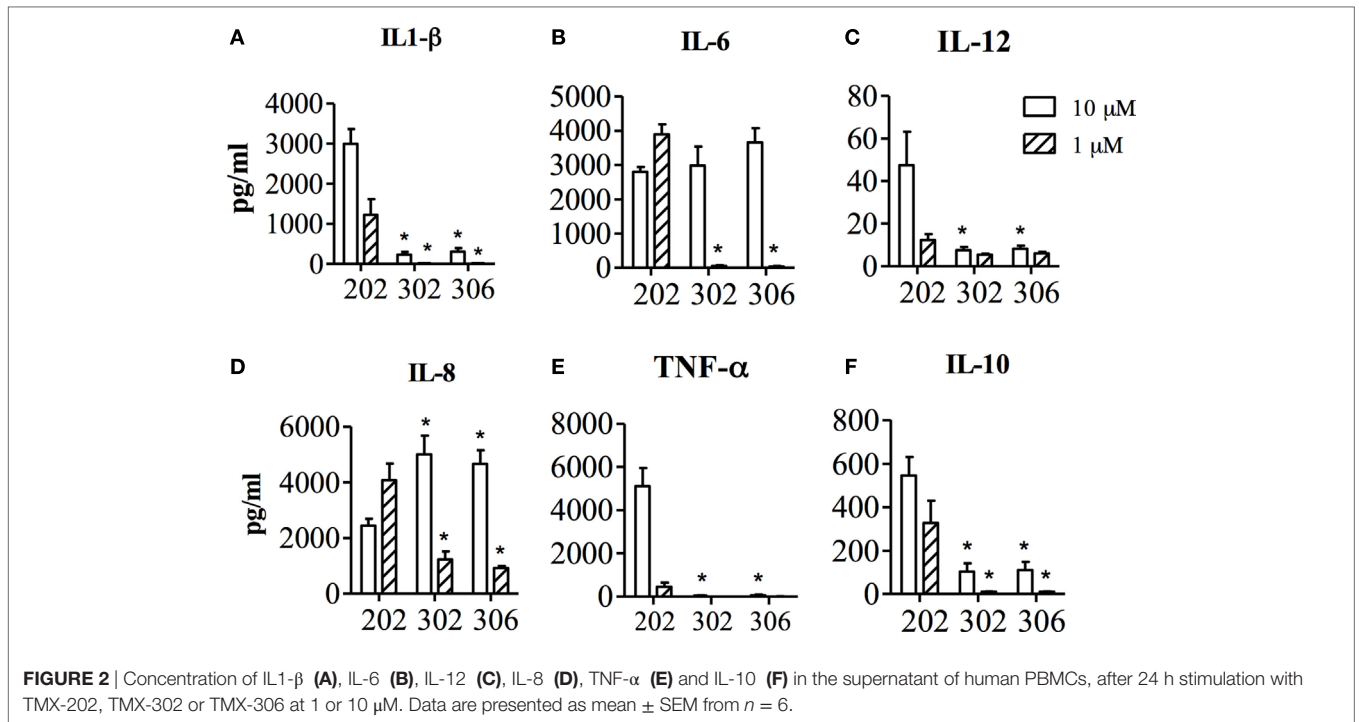 A IL1-β
4000
3000
2000
1000
0
pg/ml
* * * *
202 302 306
B IL-6
5000
4000
3000
2000
1000
0
* *
202 302 306
C IL-12
80
60
40
20
0
* *
202 302 306
10 μM
1 μM
D IL-8
6000
4000
2000
0
pg/ml
* * * *
202 302 306
E TNF-α
8000
6000
4000
2000
0
* *
202 302 306
F IL-10
800
600
400
200
0
* * * *
202 302 306
FIGURE 2 | Concentration of IL1-β (A), IL-6 (B), IL-12 (C), IL-8 (D), TNF-α (E) and IL-10 (F) in the supernatant of human PBMCs, after 24 h stimulation with
TMX-202, TMX-302 or TMX-306 at 1 or 10 μM. Data are presented as mean ± SEM from n = 6.